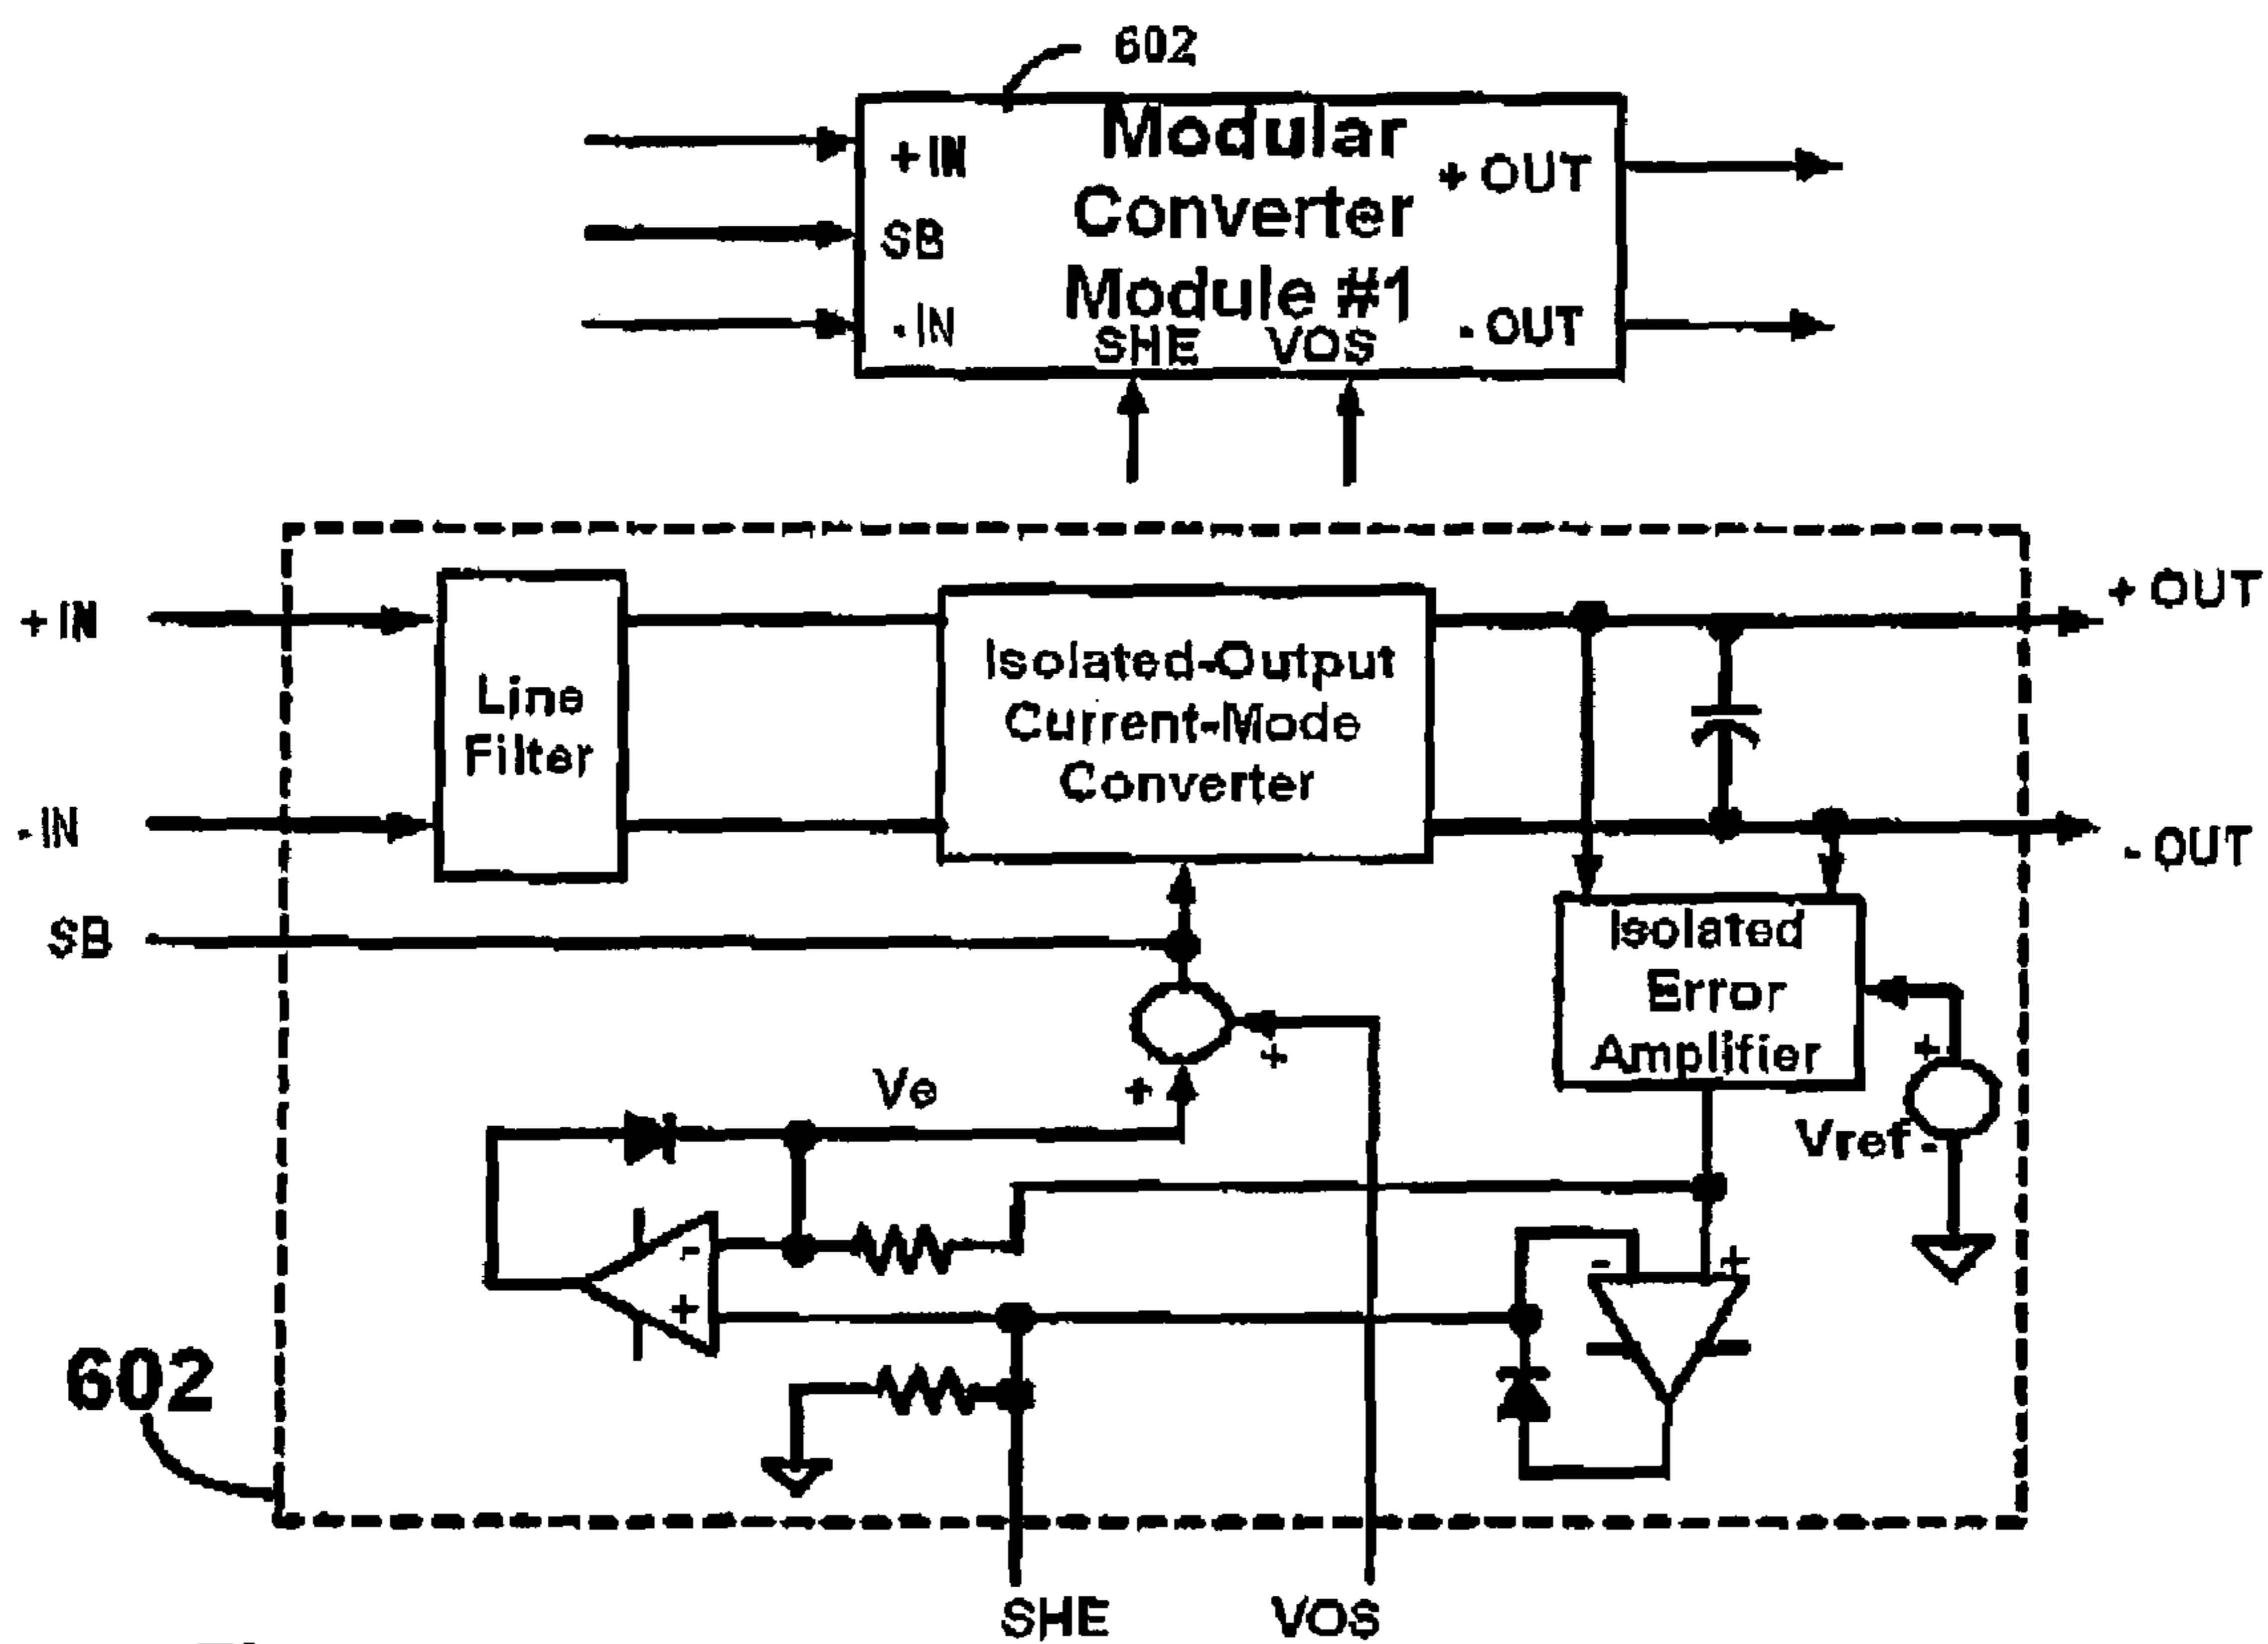 602
Modular
Converter
Module #1
+ IN
SB
- IN
+ OUT
- OUT
SHE
VOS
+ IN
- IN
SB
Line
Filter
Isolated-Output
Current-Mode
Converter
+ OUT
- OUT
Isolated
Error
Amplifier
+
Vref -
+
+
Ve
-
+
-
+
602
SHE
VOS